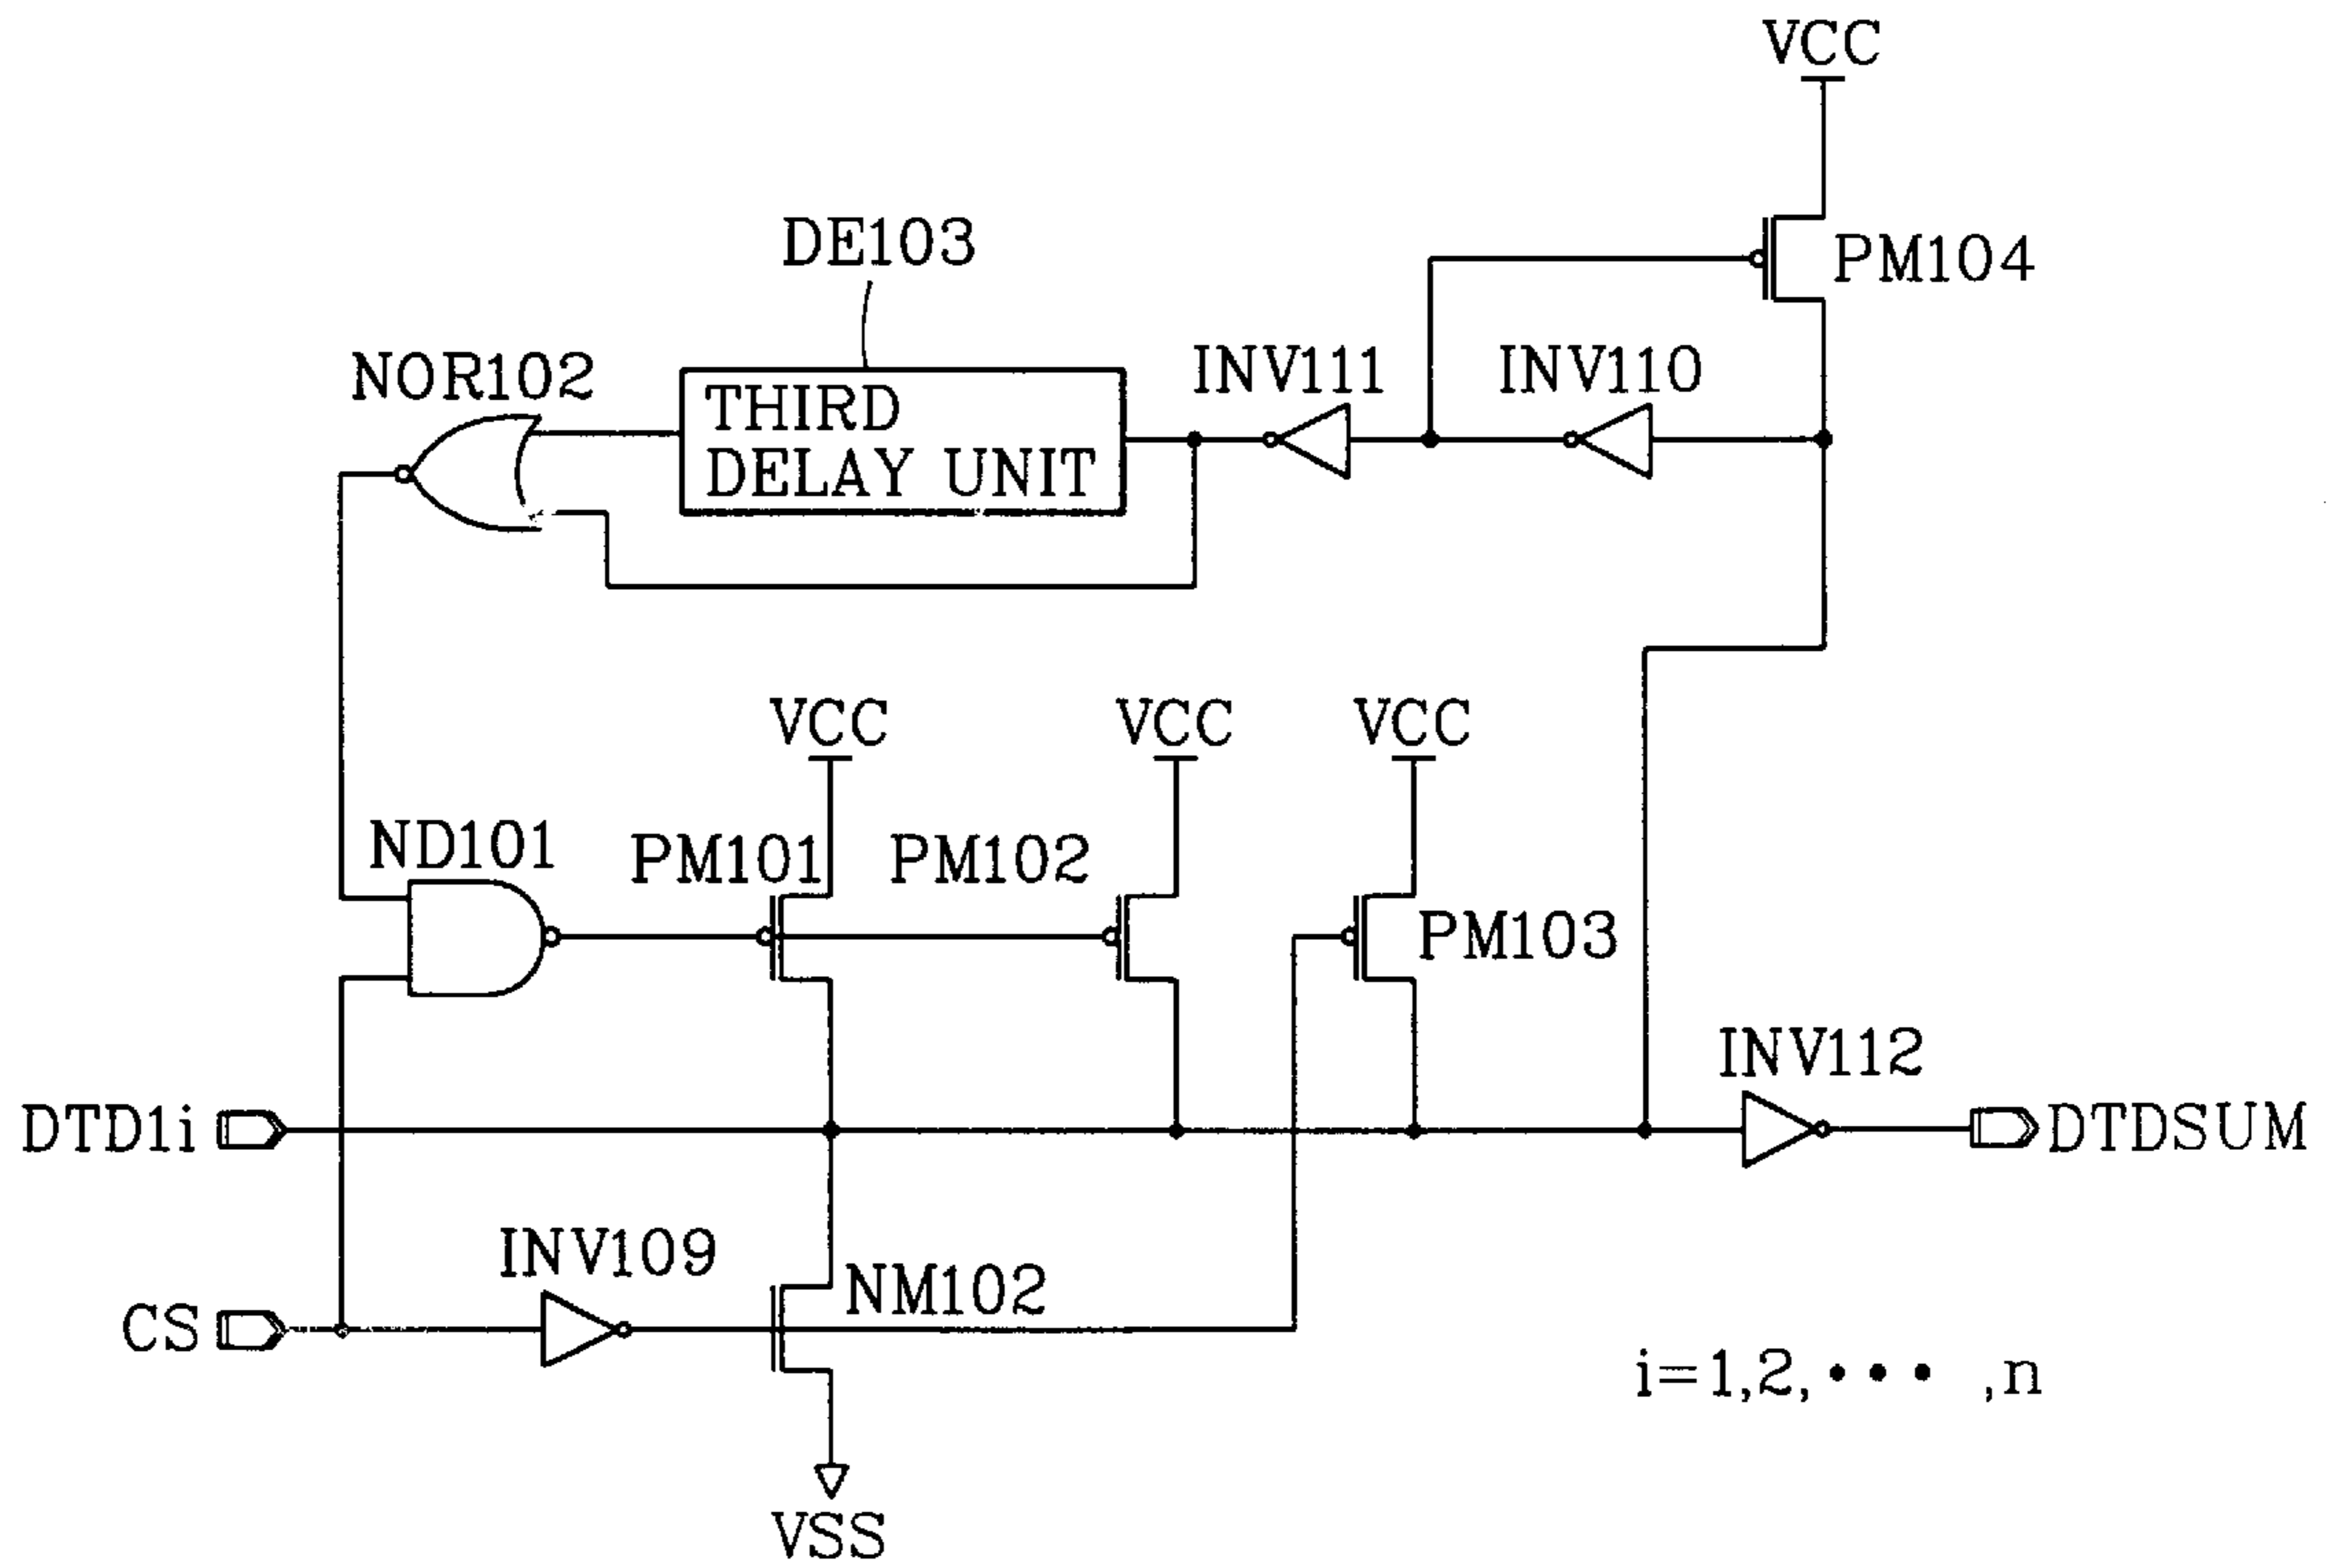 VCC
DE103
PM104
NOR102
THIRD
DELAY UNIT
INV111
INV110
VCC
VCC
VCC
ND101
PM101
PM102
PM103
INV112
DTD1i
DTDSUM
INV109
NM102
CS
i=1,2,••• ,n
VSS